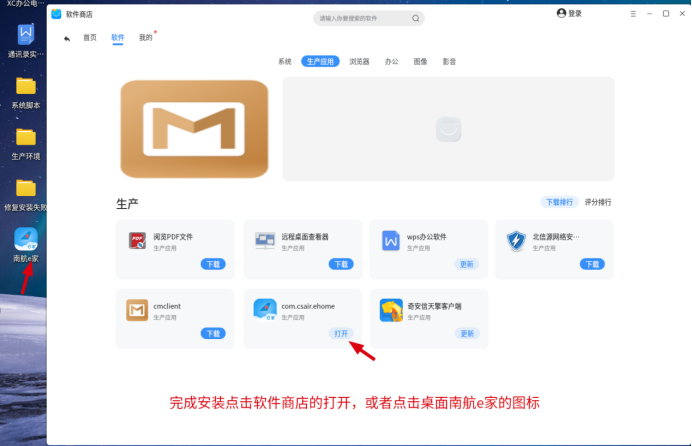 XC办公电…
通讯录实…
系统脚本
生产环境
修复安装失败
南航e家
软件商店
请输入你要搜索的软件
登录
首页
软件
我的
系统
生产应用
浏览器
办公
图像
影音
生产
下载排行
评分排行
阅览PDF文件
生产应用
下载
远程桌面查看器
生产应用
下载
wps办公软件
生产应用
更新
北信源网络安…
生产应用
下载
cmclient
生产应用
下载
com.csair.ehome
生产应用
打开
奇安信天擎客户端
生产应用
更新
完成安装点击软件商店的打开，或者点击桌面南航e家的图标